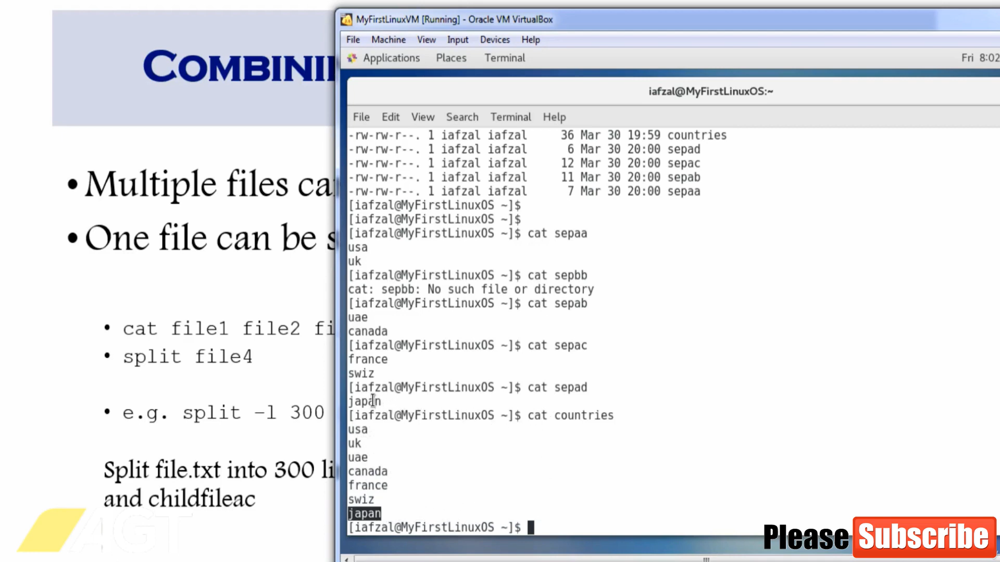 MyFirstLinuxVM [Running] - Oracle VM VirtualBox
File Machine View Input Devices Help
Applications Places Terminal Fri 8:02
iafzal@MyFirstLinuxOS:~
File Edit View Search Terminal Help
-rw-rw-r--. 1 iafzal iafzal 36 Mar 30 19:59 countries
-rw-rw-r--. 1 iafzal iafzal 6 Mar 30 20:00 sepad
-rw-rw-r--. 1 iafzal iafzal 12 Mar 30 20:00 sepac
-rw-rw-r--. 1 iafzal iafzal 11 Mar 30 20:00 sepab
-rw-rw-r--. 1 iafzal iafzal 7 Mar 30 20:00 sepaa
[iafzal@MyFirstLinuxOS ~]$
[iafzal@MyFirstLinuxOS ~]$
[iafzal@MyFirstLinuxOS ~]$ cat sepaa
usa
uk
[iafzal@MyFirstLinuxOS ~]$ cat sepbb
cat: sepbb: No such file or directory
[iafzal@MyFirstLinuxOS ~]$ cat sepab
uae
canada
[iafzal@MyFirstLinuxOS ~]$ cat sepac
france
swiz
[iafzal@MyFirstLinuxOS ~]$ cat sepad
japan
[iafzal@MyFirstLinuxOS ~]$ cat countries
usa
uk
uae
canada
france
swiz
japan
[iafzal@MyFirstLinuxOS ~]$
• Multiple files ca
• One file can be s
• cat file1 file2 fi
• split file4
• e.g. split –l 300
Split file.txt into 300 li
and childfileac
AGT
Please Subscribe